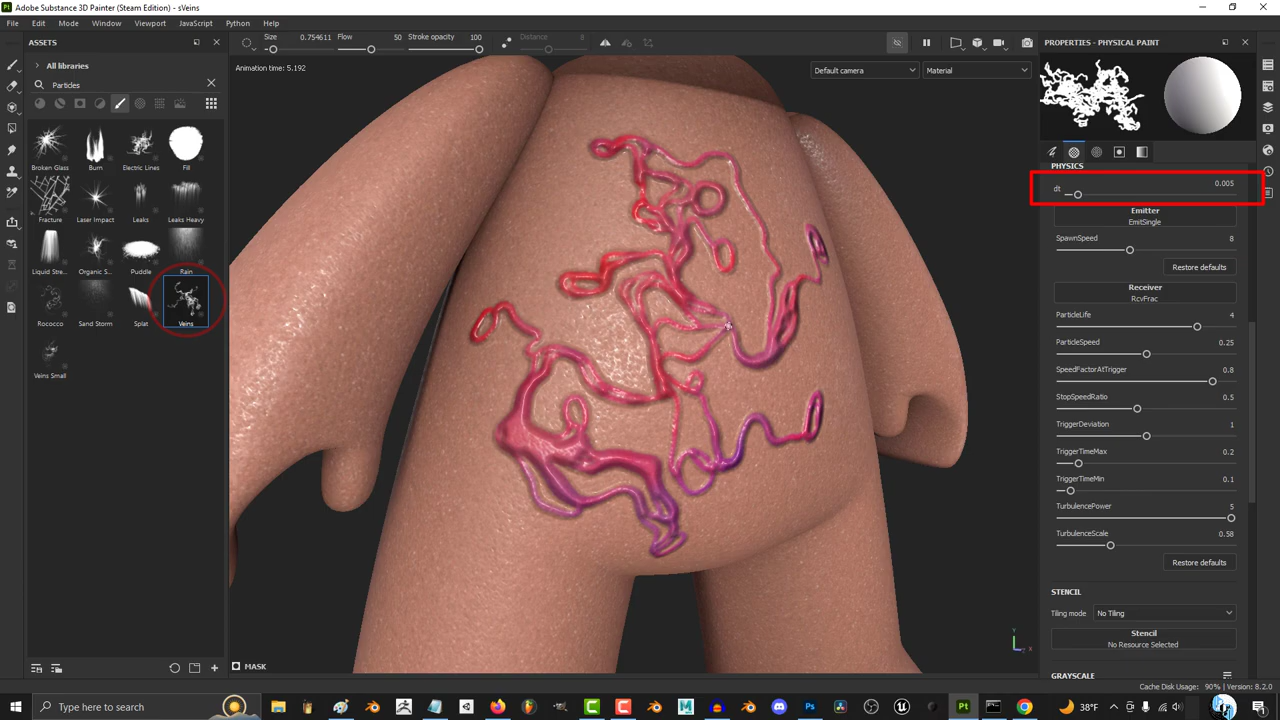 Pt Adobe Substance 3D Painter (Steam Edition) - sVeins
File Edit Mode Window Viewport JavaScript Python Help
ASSETS
All libraries
Particles
Broken Glass Burn Electric Lines Fill
Fracture Laser Impact Leaks Leaks Heavy
Liquid Stre... Organic S... Puddle Rain
Rococco Sand Storm Splat Veins
Veins Small
Size 0.754611 Flow 50 Stroke opacity 100 Distance 8
Animation time: 5.192
Default camera Material
MASK
Y
X
PROPERTIES - PHYSICAL PAINT
PHYSICS
dt 0.005
Emitter
EmitSingle
SpawnSpeed 8
Restore defaults
Receiver
RcvFrac
ParticleLife 4
ParticleSpeed 0.25
SpeedFactorAtTrigger 0.8
StopSpeedRatio 0.5
TriggerDeviation 1
TriggerTimeMax 0.2
TriggerTimeMin 0.1
TurbulencePower 5
TurbulenceScale 0.58
Restore defaults
STENCIL
Tiling mode No Tiling
Stencil
No Resource Selected
GRAYSCALE
Cache Disk Usage: 90% | Version: 8.2.0
Type here to search
M
Ps
Pt
38°F